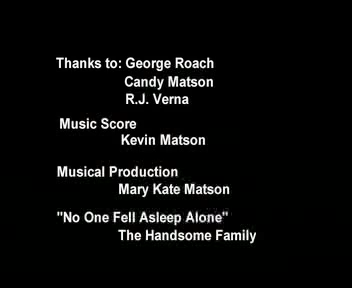 Thanks to: George Roach
Candy Matson
R.J. Verna
Music Score
Kevin Matson
Musical Production
Mary Kate Matson
"No One Fell Asleep Alone"
The Handsome Family